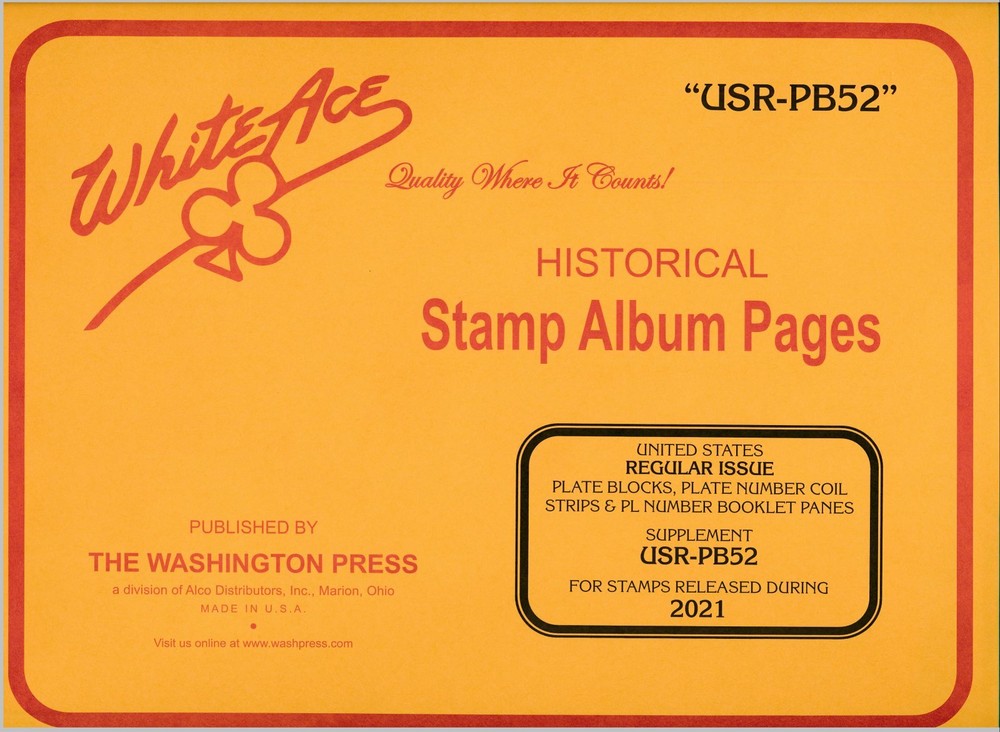 White Ace
"USR-PB52"
Quality Where It Counts!
HISTORICAL
Stamp Album Pages
UNITED STATES
REGULAR ISSUE
PLATE BLOCKS, PLATE NUMBER COIL
STRIPS & PL NUMBER BOOKLET PANES
SUPPLEMENT
USR-PB52
FOR STAMPS RELEASED DURING
2021
PUBLISHED BY
THE WASHINGTON PRESS
a division of Alco Distributors, Inc., Marion, Ohio
MADE IN U.S.A.
•
Visit us online at www.washpress.com